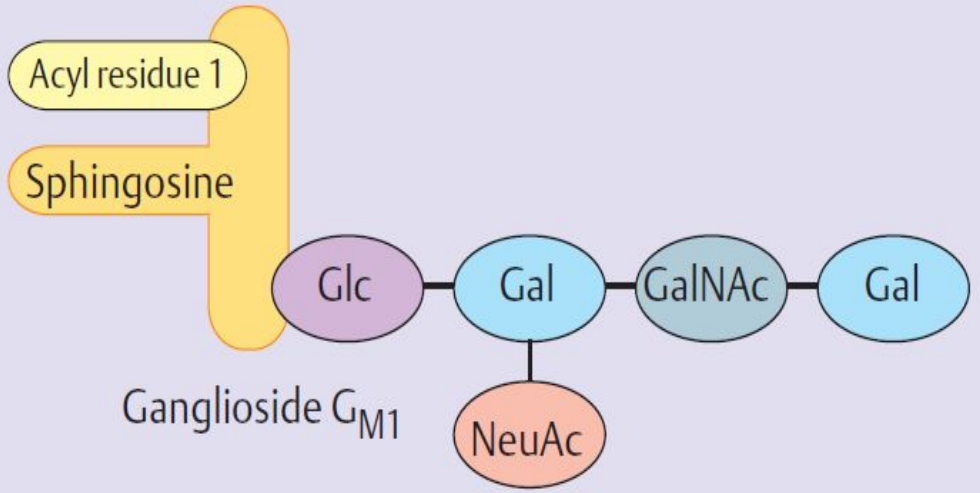 Acyl residue 1
Sphingosine
Glc
Gal
GalNAc
Gal
Ganglioside GM1
NeuAc